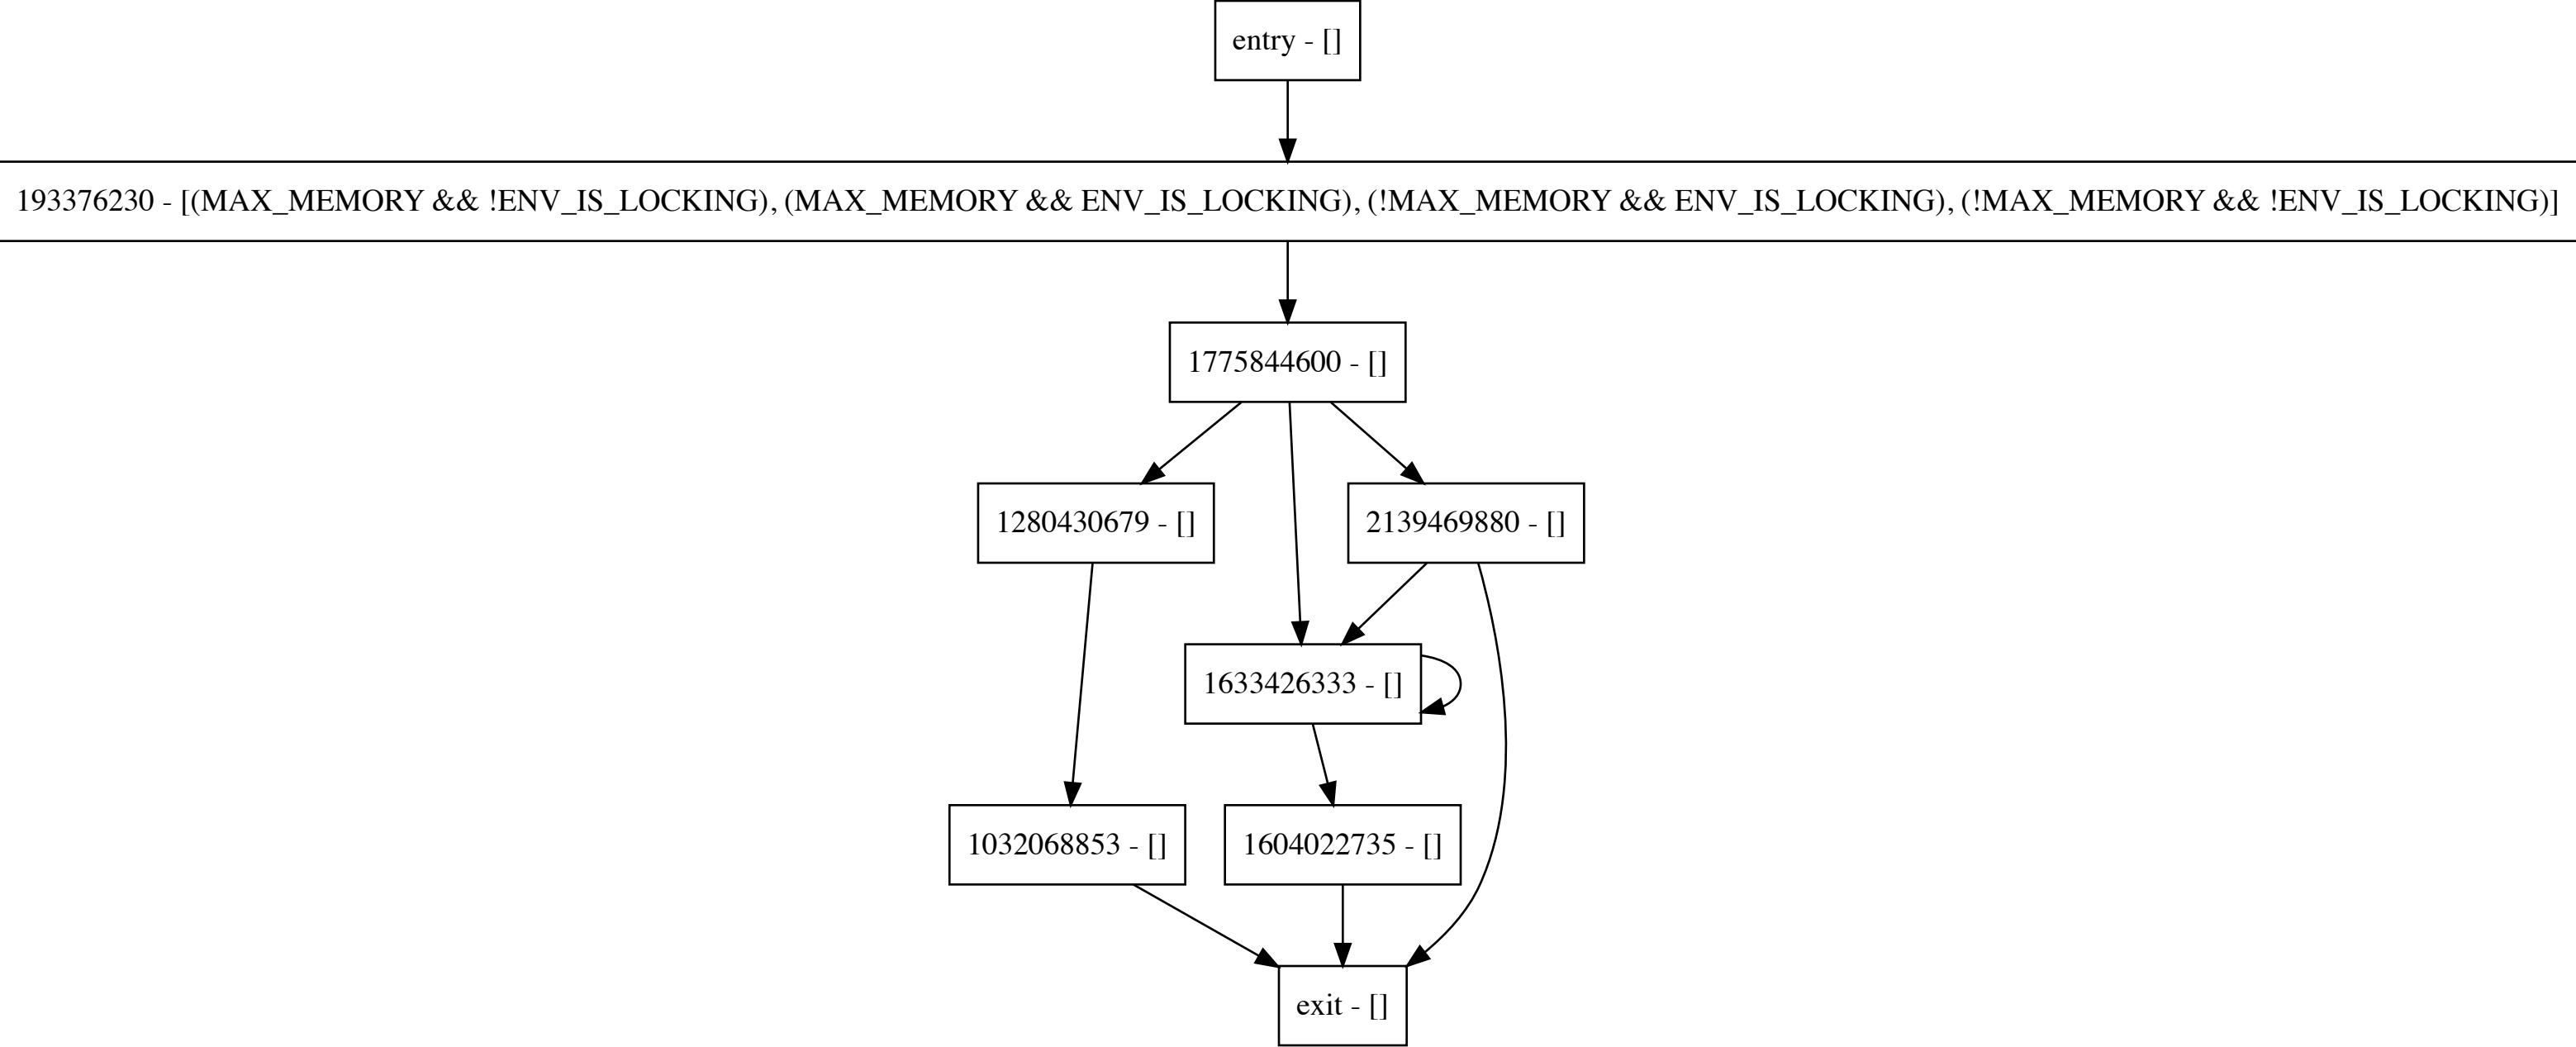 entry - []
193376230 - [(MAX_MEMORY && !ENV_IS_LOCKING), (MAX_MEMORY && ENV_IS_LOCKING), (!MAX_MEMORY && ENV_IS_LOCKING), (!MAX_MEMORY && !ENV_IS_LOCKING)]
1775844600 - []
1280430679 - []
2139469880 - []
1633426333 - []
1032068853 - []
1604022735 - []
exit - []